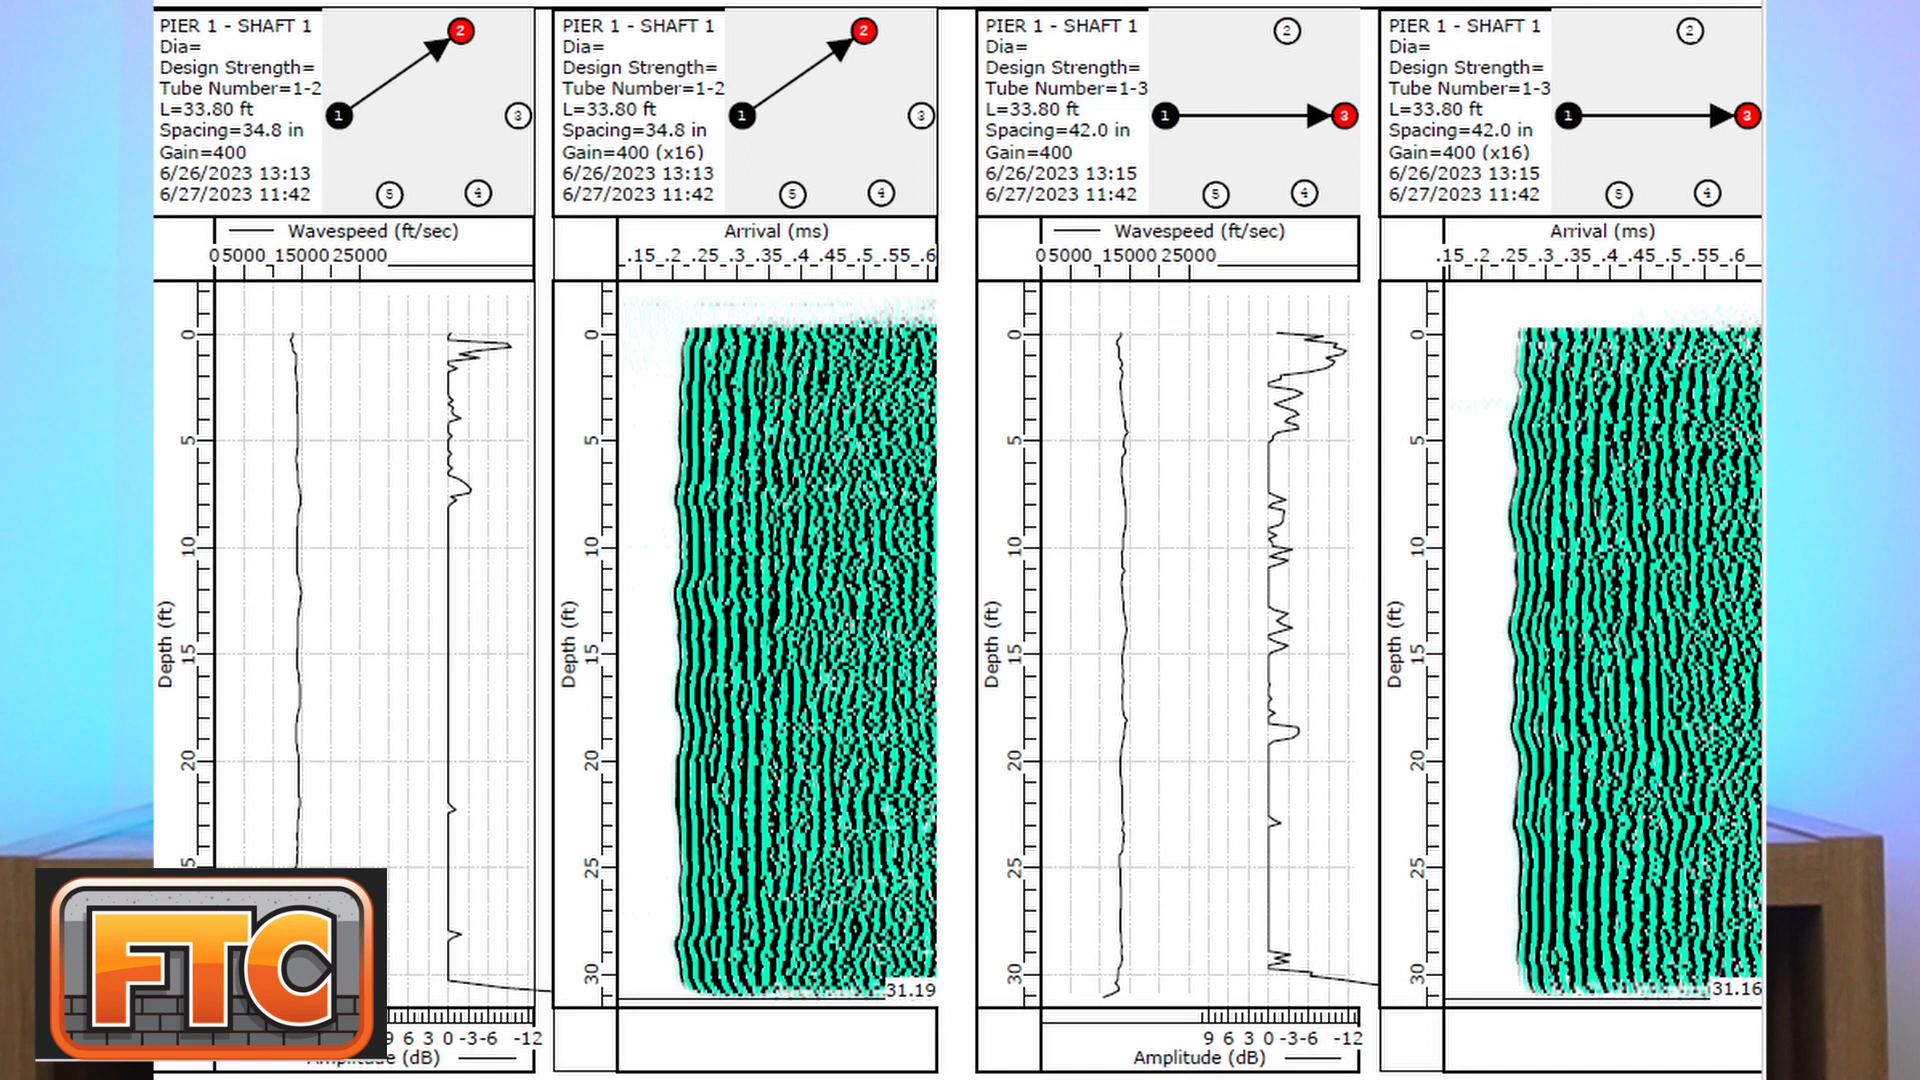 PIER 1 - SHAFT 1
Dia=
Design Strength=
Tube Number=1-2
L=33.80 ft
Spacing=34.8 in
Gain=400
6/26/2023 13:13
6/27/2023 11:42
1
2
3
4
5
Wavespeed (ft/sec)
0 5000 15000 25000
0
5
10
15
20
5
Depth (ft)
9 6 3 0 -3 -6 -12
Amplitude (dB)
PIER 1 - SHAFT 1
Dia=
Design Strength=
Tube Number=1-2
L=33.80 ft
Spacing=34.8 in
Gain=400 (x16)
6/26/2023 13:13
6/27/2023 11:42
1
2
3
4
5
Arrival (ms)
.15 .2 .25 .3 .35 .4 .45 .5 .55 .6
0
5
10
15
20
25
30
Depth (ft)
31.19
PIER 1 - SHAFT 1
Dia=
Design Strength=
Tube Number=1-3
L=33.80 ft
Spacing=42.0 in
Gain=400
6/26/2023 13:15
6/27/2023 11:42
1
2
3
4
5
Wavespeed (ft/sec)
0 5000 15000 25000
0
5
10
15
20
25
30
Depth (ft)
9 6 3 0 -3 -6 -12
Amplitude (dB)
PIER 1 - SHAFT 1
Dia=
Design Strength=
Tube Number=1-3
L=33.80 ft
Spacing=42.0 in
Gain=400 (x16)
6/26/2023 13:15
6/27/2023 11:42
1
2
3
4
5
Arrival (ms)
.15 .2 .25 .3 .35 .4 .45 .5 .55 .6
0
5
10
15
20
25
30
Depth (ft)
31.16
FTC